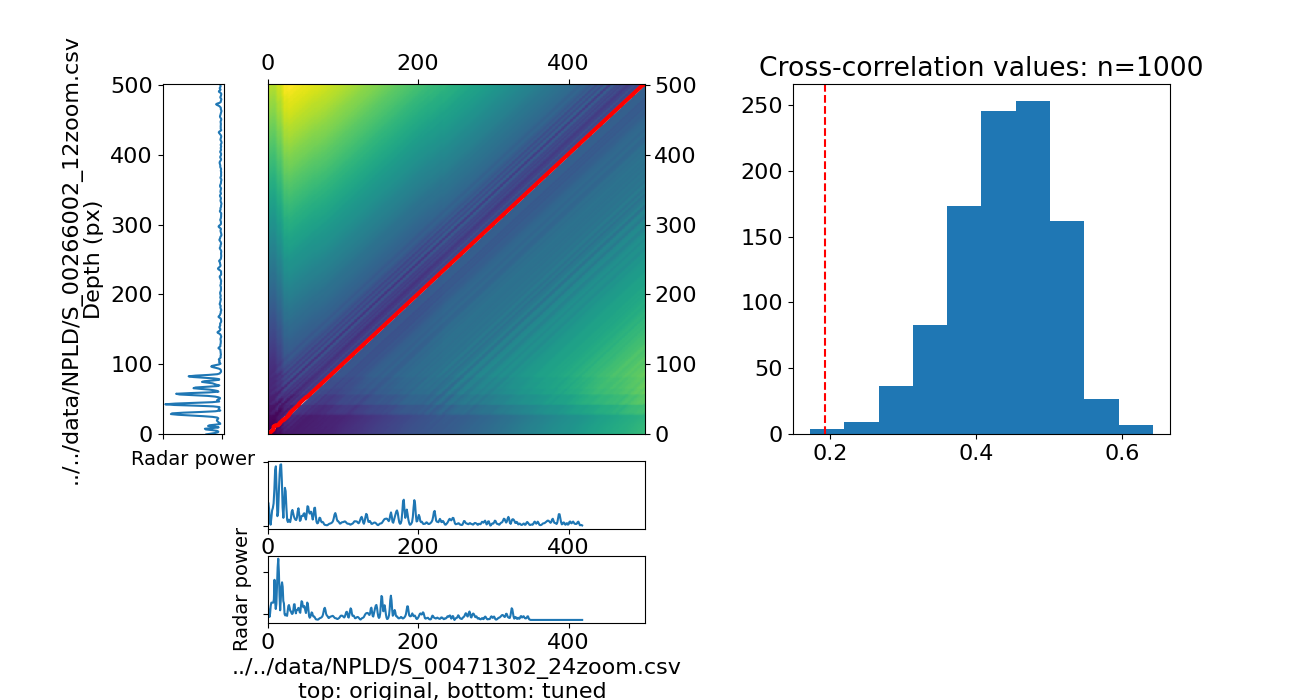 ../../data/NPLD/S_00266002_12zoom.csv
Depth (px)
500
400
300
200
100
0
Radar power
0 200 400
500
400
300
200
100
0
0 200 400
Radar power
0 200 400
../../data/NPLD/S_00471302_24zoom.csv
top: original, bottom: tuned
Cross-correlation values: n=1000
250
200
150
100
50
0
0.2 0.4 0.6